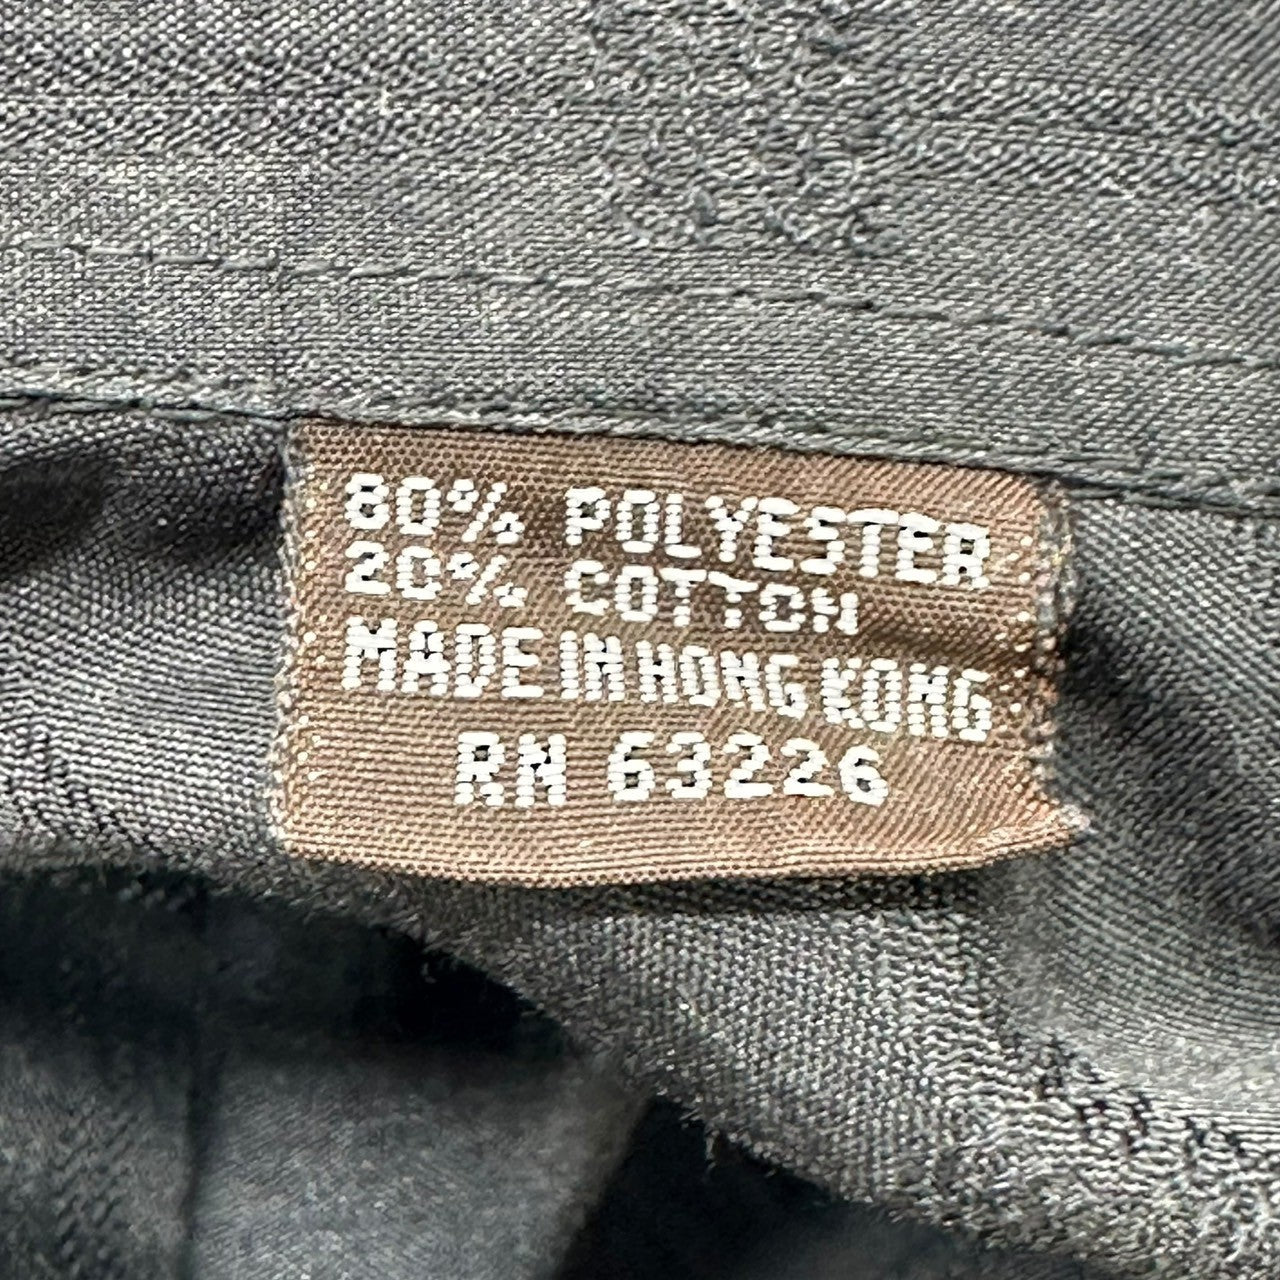 80% POLYESTER
20% COTTON
MADE IN HONG KONG
RN 63226